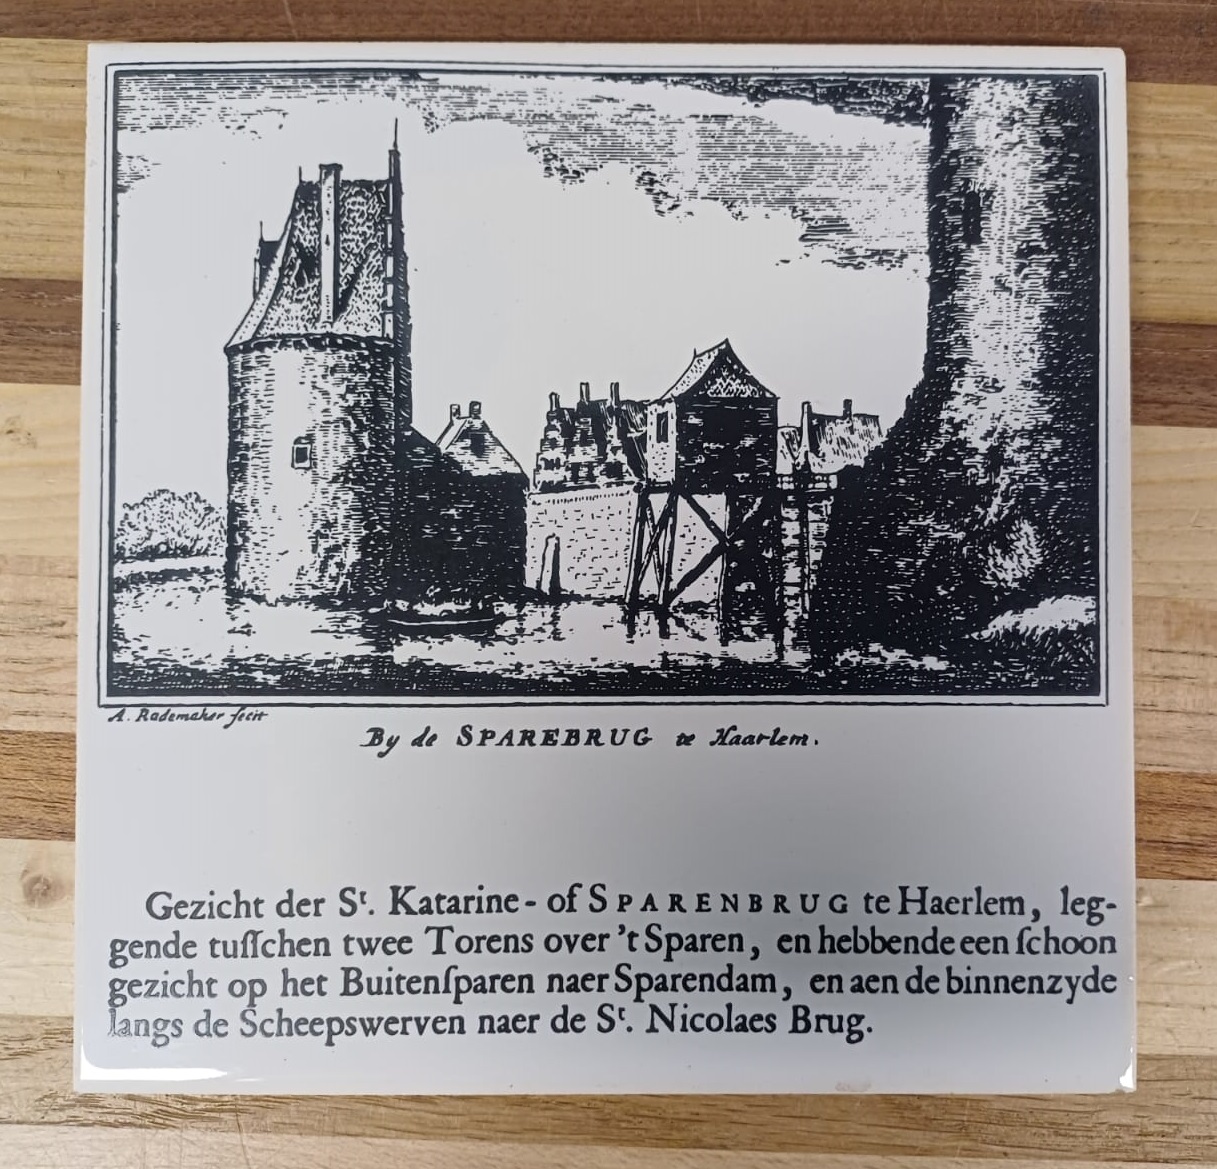 A. Rademaker fecit
By de SPAREBRUG te Haarlem.
Gezicht der Sᵗ. Katarine- of SPARENBRUG te Haerlem, leg-
gende tuſſchen twee Torens over 't Sparen, en hebbende een ſchoon
gezicht op het Buitenſparen naer Sparendam, en aen de binnenzyde
langs de Scheepswerven naer de Sᵗ. Nicolaes Brug.